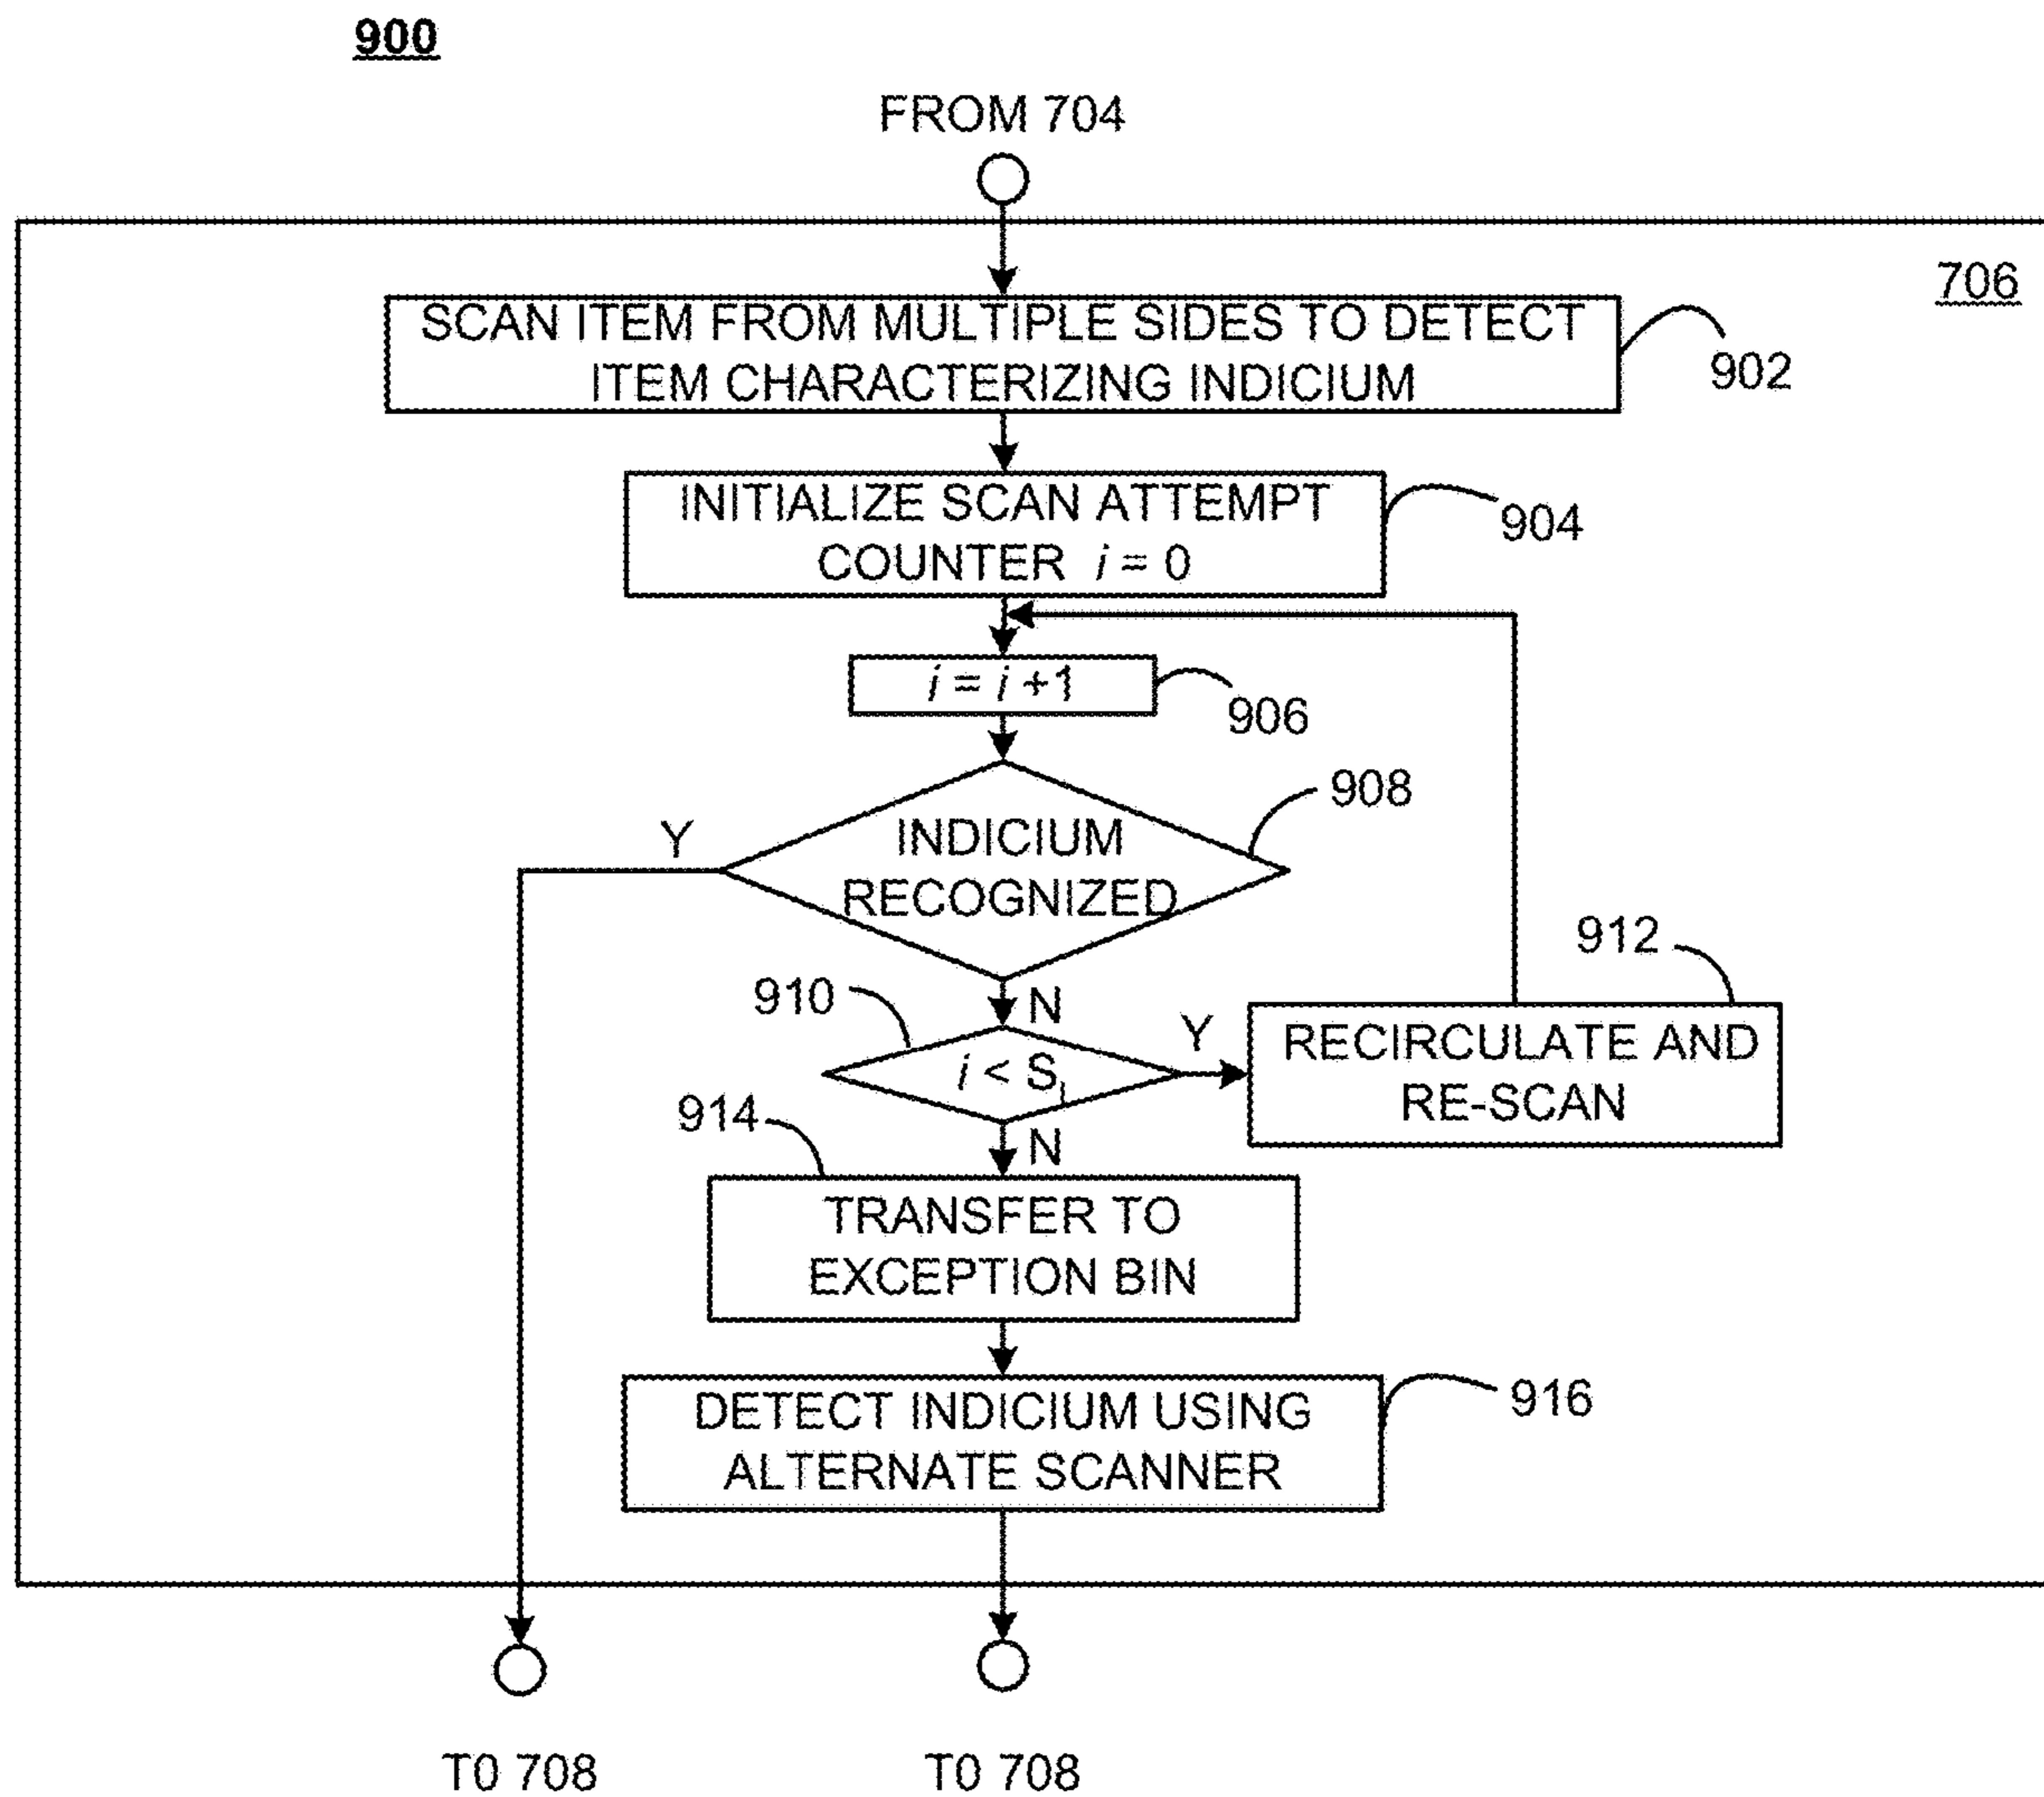 900
FROM 704
706
SCAN ITEM FROM MULTIPLE SIDES TO DETECT
ITEM CHARACTERIZING INDICIUM
902
INITIALIZE SCAN ATTEMPT
COUNTER i = 0
904
i = i +1
906
908
Y
INDICIUM
RECOGNIZED
912
910
N
Y
i < S
RECIRCULATE AND
RE-SCAN
914
N
TRANSFER TO
EXCEPTION BIN
DETECT INDICIUM USING
ALTERNATE SCANNER
916
T0 708
T0 708